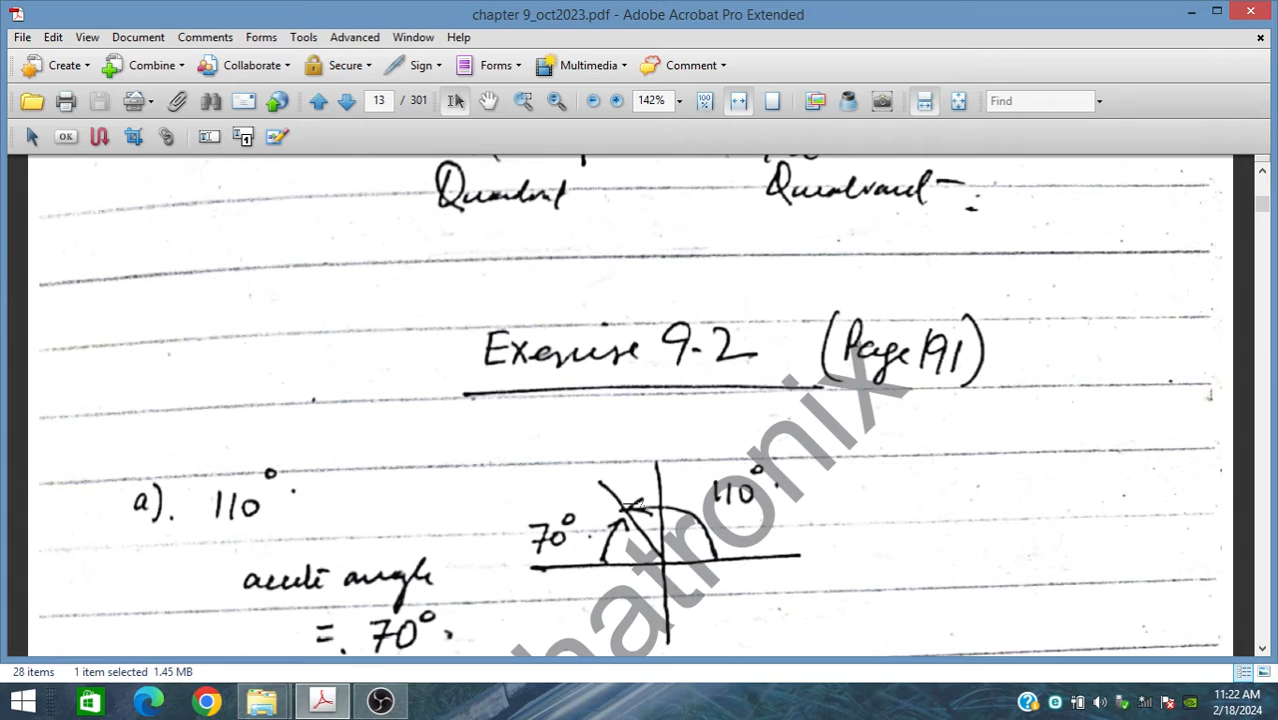 chapter 9_oct2023.pdf - Adobe Acrobat Pro Extended
File Edit View Document Comments Forms Tools Advanced Window Help
Create Combine Collaborate Secure Sign Forms Multimedia Comment
13 / 301 142% Find
OK
Quadrant Quadrant
Exercise 9.2 (Page 191)
a). 110°.
110°.
70°.
acute angle
= 70°.
hatronix
28 items 1 item selected 1.45 MB
11:22 AM
2/18/2024